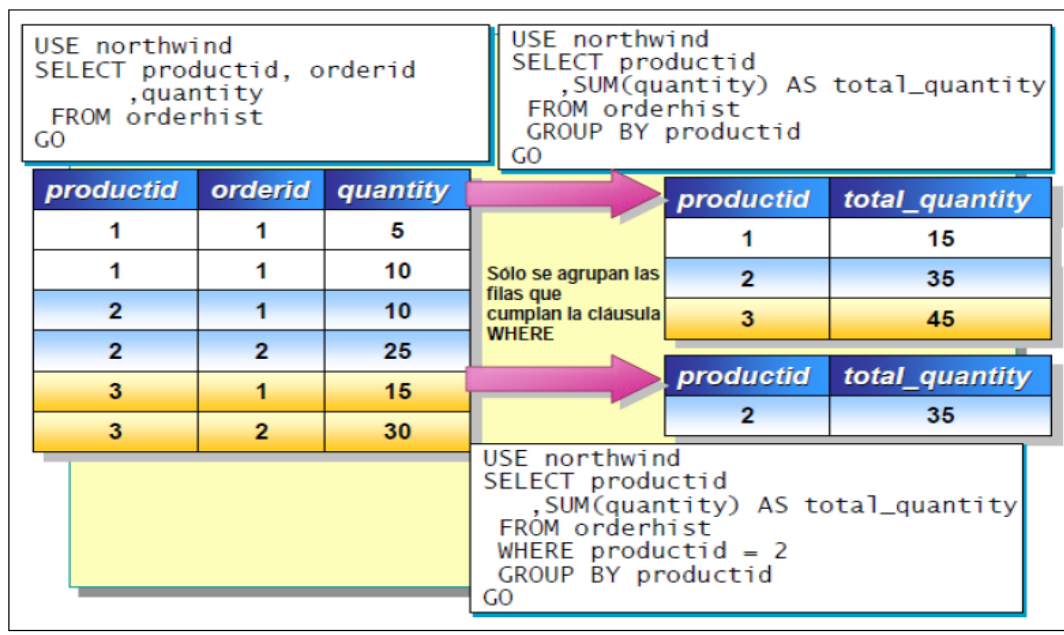 USE northwind
SELECT productid, orderid
,quantity
FROM orderhist
GO
USE northwind
SELECT productid
,SUM(quantity) AS total_quantity
FROM orderhist
GROUP BY productid
GO
productid orderid quantity
1 1 5
1 1 10
2 1 10
2 2 25
3 1 15
3 2 30
Sólo se agrupan las
filas que
cumplan la cláusula
WHERE
productid total_quantity
1 15
2 35
3 45
productid total_quantity
2 35
USE northwind
SELECT productid
,SUM(quantity) AS total_quantity
FROM orderhist
WHERE productid = 2
GROUP BY productid
GO